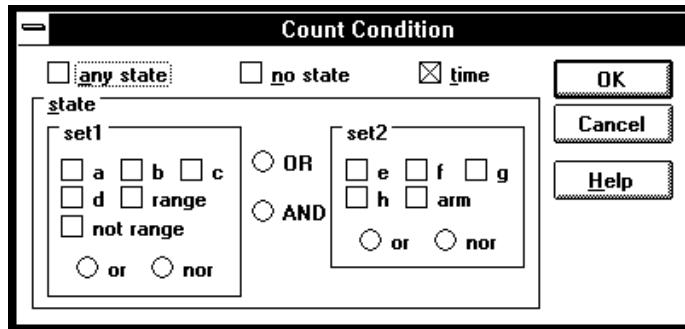 Count Condition
any state no state time
OK
state
Cancel
set1 set2
OR
a b c e f g
Help
d range h arm
AND
not range
or nor or nor